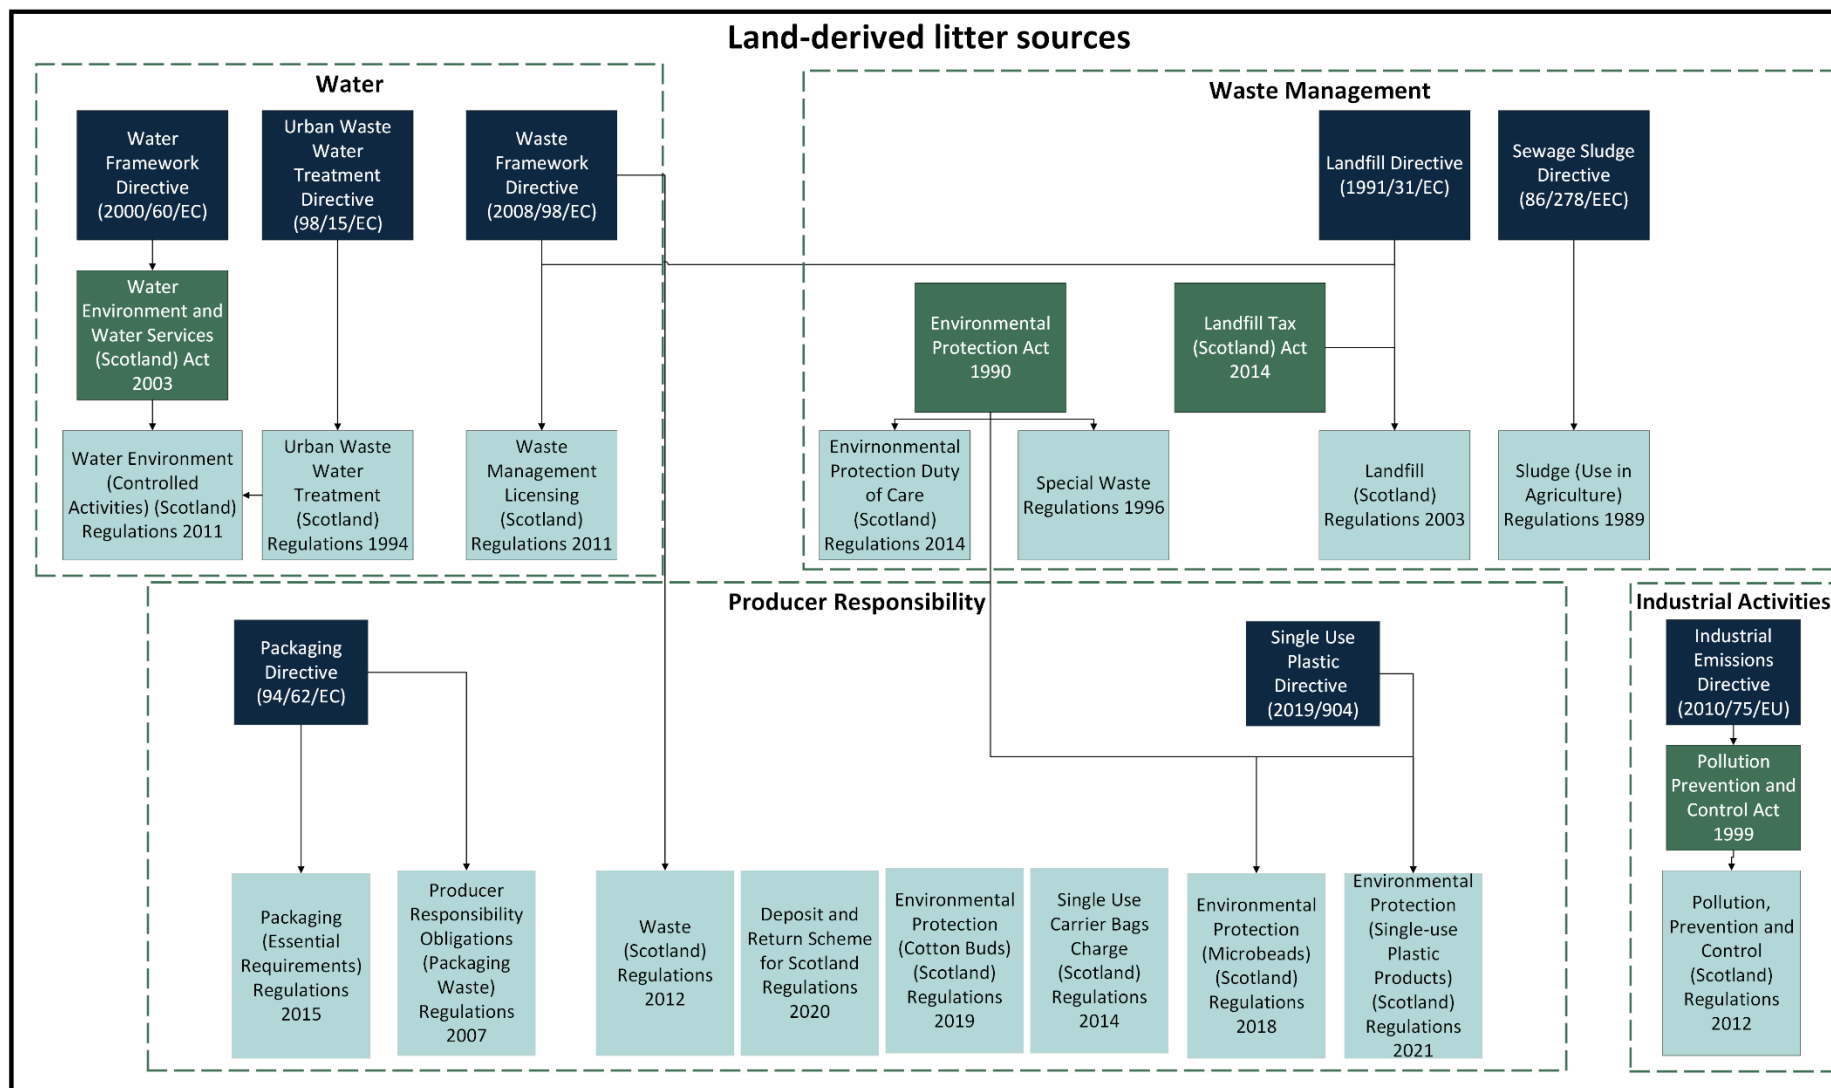 Land-derived litter sources
Water
Water
Framework
Directive
(2000/60/EC)
Urban Waste
Water
Treatment
Directive
(98/15/EC)
Waste
Framework
Directive
(2008/98/EC)
Water
Environment and
Water Services
(Scotland) Act
2003
Water Environment
(Controlled
Activities) (Scotland)
Regulations 2011
Urban Waste
Water
Treatment
(Scotland)
Regulations 1994
Waste
Management
Licensing
(Scotland)
Regulations 2011
Waste Management
Landfill Directive
(1991/31/EC)
Sewage Sludge
Directive
(86/278/EEC)
Environmental
Protection Act
1990
Landfill Tax
(Scotland) Act
2014
Envirnonmental
Protection Duty
of Care
(Scotland)
Regulations 2014
Special Waste
Regulations 1996
Landfill
(Scotland)
Regulations 2003
Sludge (Use in
Agriculture)
Regulations 1989
Producer Responsibility
Packaging
Directive
(94/62/EC)
Single Use
Plastic
Directive
(2019/904)
Packaging
(Essential
Requirements)
Regulations
2015
Producer
Responsibility
Obligations
(Packaging
Waste)
Regulations
2007
Waste
(Scotland)
Regulations
2012
Deposit and
Return Scheme
for Scotland
Regulations
2020
Environmental
Protection
(Cotton Buds)
(Scotland)
Regulations
2019
Single Use
Carrier Bags
Charge
(Scotland)
Regulations
2014
Environmental
Protection
(Microbeads)
(Scotland)
Regulations
2018
Environmental
Protection
(Single-use
Plastic
Products)
(Scotland)
Regulations
2021
Industrial Activities
Industrial
Emissions
Directive
(2010/75/EU)
Pollution
Prevention and
Control Act
1999
Pollution,
Prevention and
Control
(Scotland)
Regulations
2012